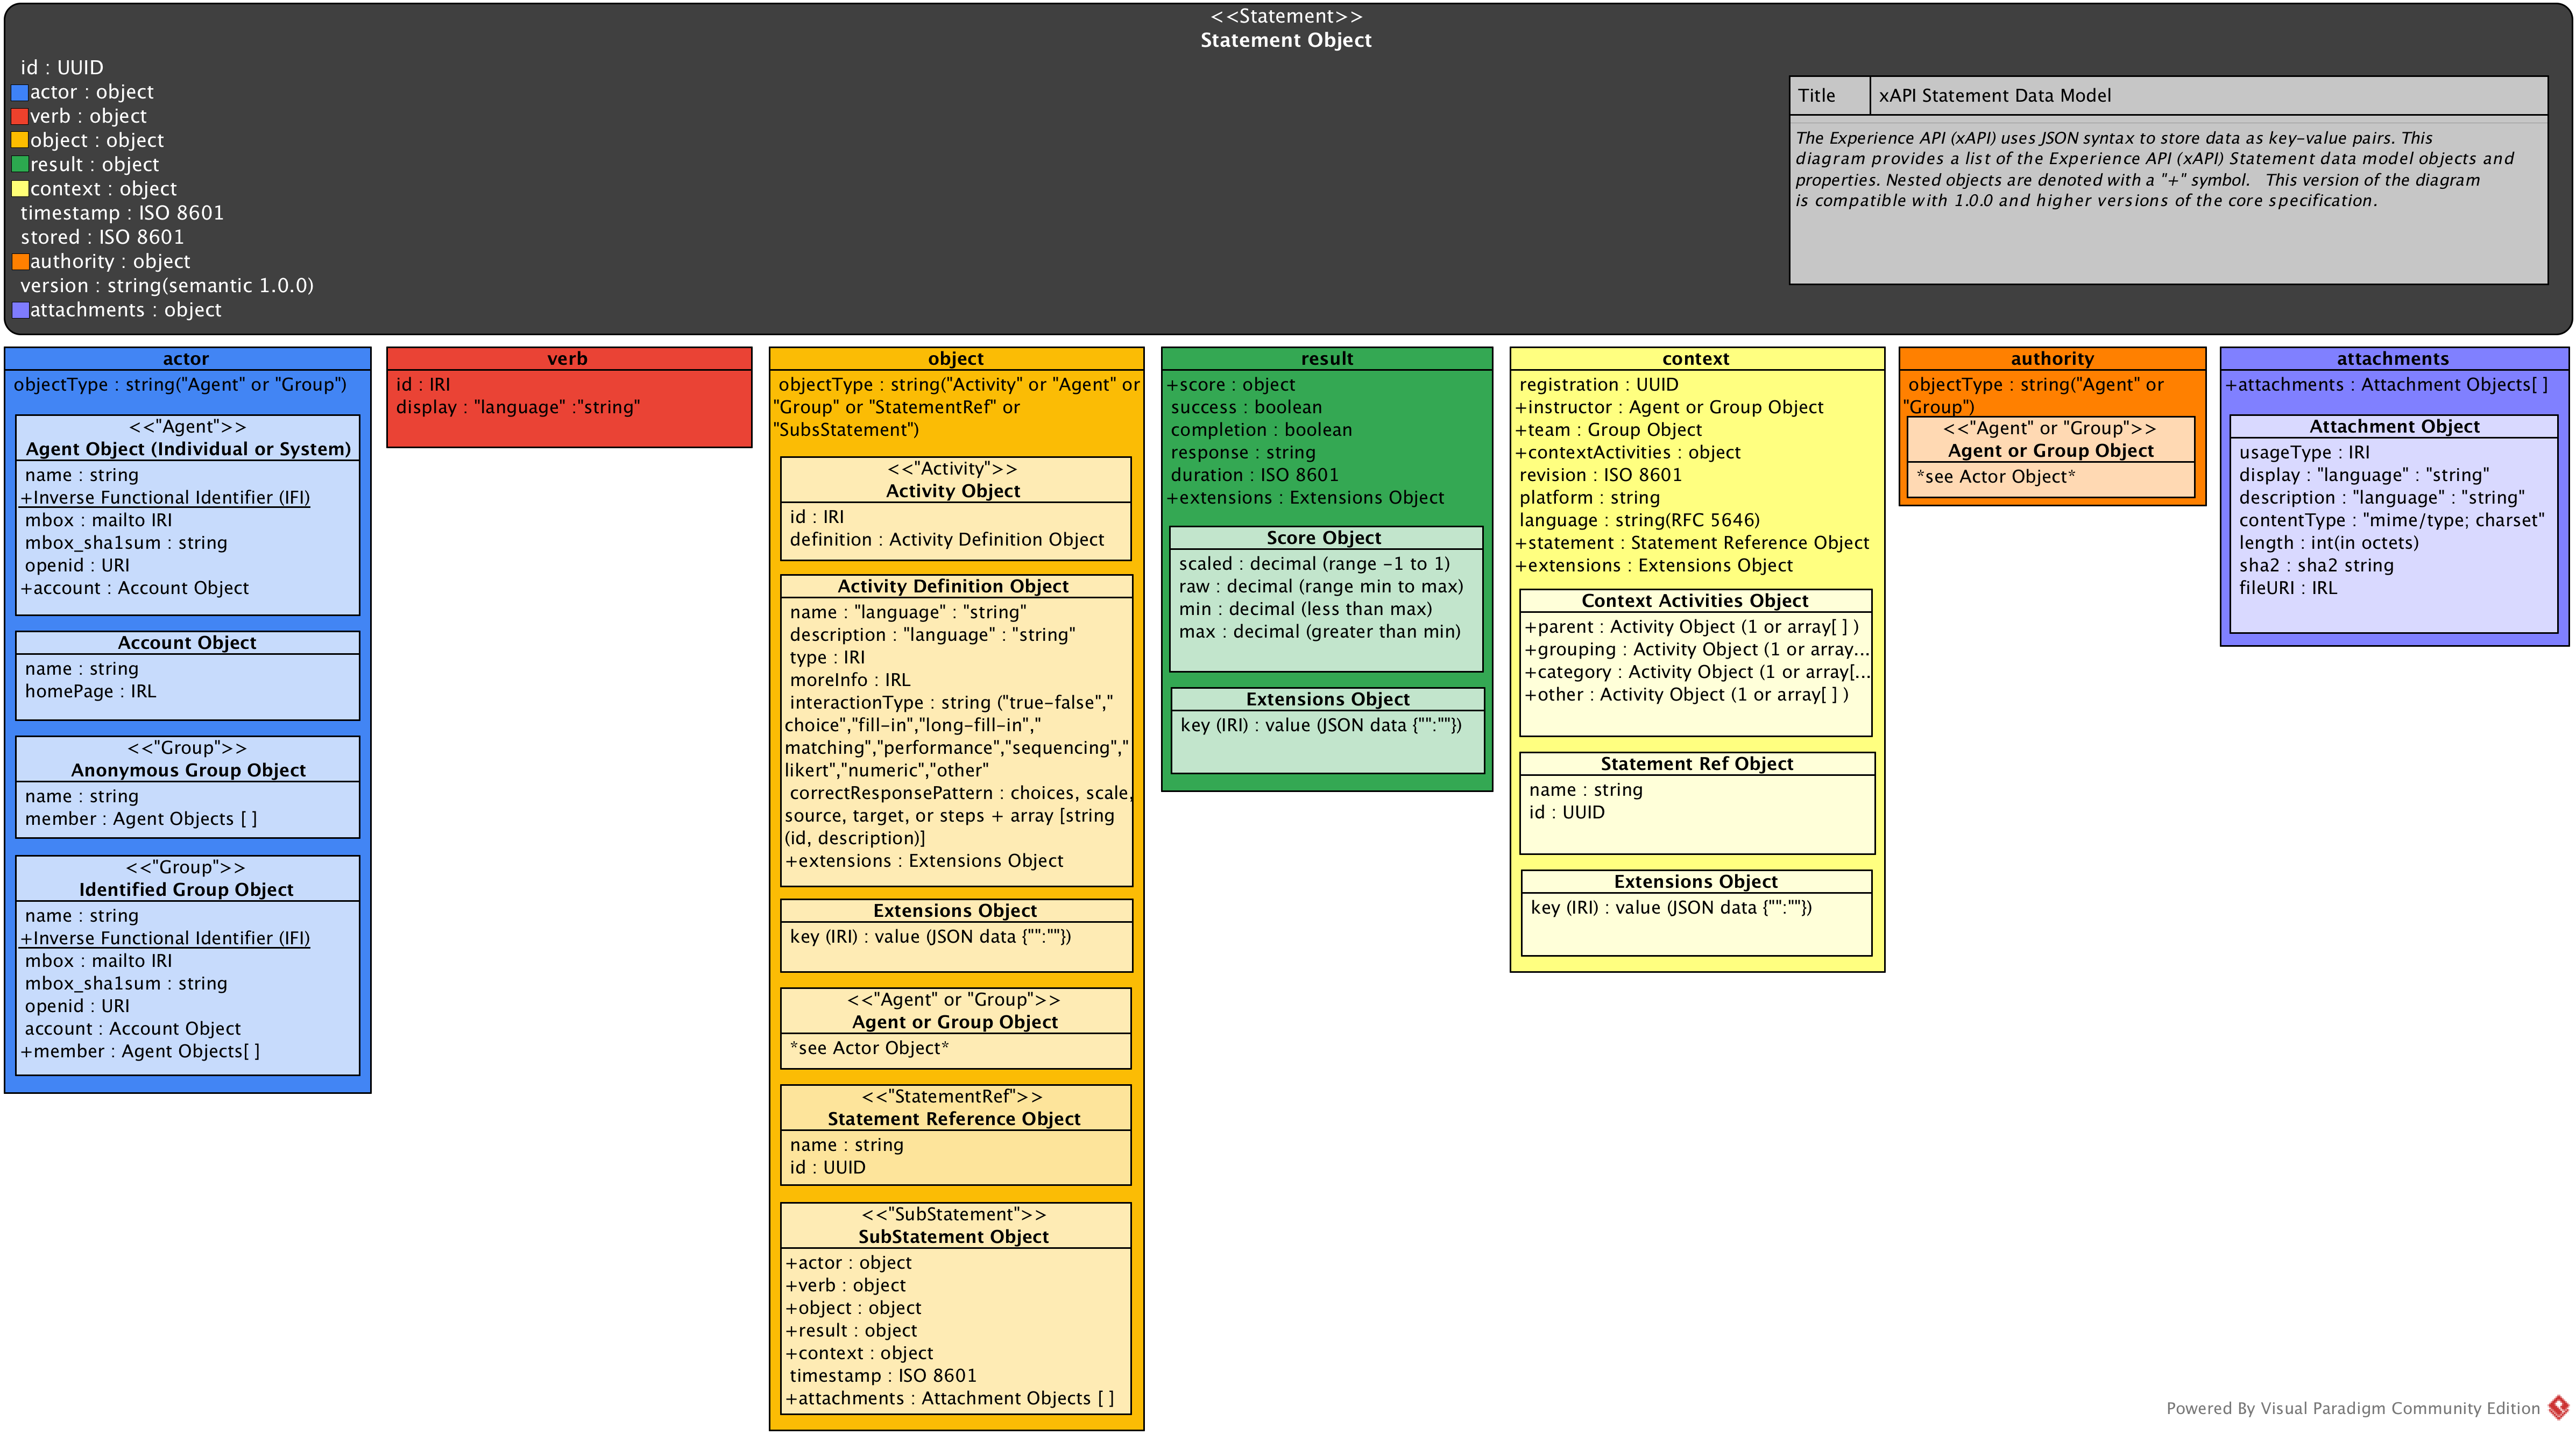 <<Statement>>
Statement Object
id : UUID
actor : object
verb : object
object : object
result : object
context : object
timestamp : ISO 8601
stored : ISO 8601
authority : object
version : string(semantic 1.0.0)
attachments : object
Title
xAPI Statement Data Model
The Experience API (xAPI) uses JSON syntax to store data as key-value pairs. This
diagram provides a list of the Experience API (xAPI) Statement data model objects and
properties. Nested objects are denoted with a "+" symbol.   This version of the diagram
is compatible with 1.0.0 and higher versions of the core specification.
actor
objectType : string("Agent" or "Group")
<<"Agent">>
Agent Object (Individual or System)
name : string
+Inverse Functional Identifier (IFI)
mbox : mailto IRI
mbox_sha1sum : string
openid : URI
+account : Account Object
Account Object
name : string
homePage : IRL
<<"Group">>
Anonymous Group Object
name : string
member : Agent Objects [ ]
<<"Group">>
Identified Group Object
name : string
+Inverse Functional Identifier (IFI)
mbox : mailto IRI
mbox_sha1sum : string
openid : URI
account : Account Object
+member : Agent Objects[ ]
verb
id : IRI
display : "language" :"string"
object
objectType : string("Activity" or "Agent" or
"Group" or "StatementRef" or
"SubsStatement")
<<"Activity">>
Activity Object
id : IRI
definition : Activity Definition Object
Activity Definition Object
name : "language" : "string"
description : "language" : "string"
type : IRI
moreInfo : IRL
interactionType : string ("true-false","
choice","fill-in","long-fill-in","
matching","performance","sequencing","
likert","numeric","other"
correctResponsePattern : choices, scale,
source, target, or steps + array [string
(id, description)]
+extensions : Extensions Object
Extensions Object
key (IRI) : value (JSON data {"":""})
<<"Agent" or "Group">>
Agent or Group Object
*see Actor Object*
<<"StatementRef">>
Statement Reference Object
name : string
id : UUID
<<"SubStatement">>
SubStatement Object
+actor : object
+verb : object
+object : object
+result : object
+context : object
timestamp : ISO 8601
+attachments : Attachment Objects [ ]
result
+score : object
success : boolean
completion : boolean
response : string
duration : ISO 8601
+extensions : Extensions Object
Score Object
scaled : decimal (range -1 to 1)
raw : decimal (range min to max)
min : decimal (less than max)
max : decimal (greater than min)
Extensions Object
key (IRI) : value (JSON data {"":""})
context
registration : UUID
+instructor : Agent or Group Object
+team : Group Object
+contextActivities : object
revision : ISO 8601
platform : string
language : string(RFC 5646)
+statement : Statement Reference Object
+extensions : Extensions Object
Context Activities Object
+parent : Activity Object (1 or array[ ] )
+grouping : Activity Object (1 or array...
+category : Activity Object (1 or array[...
+other : Activity Object (1 or array[ ] )
Statement Ref Object
name : string
id : UUID
Extensions Object
key (IRI) : value (JSON data {"":""})
authority
objectType : string("Agent" or
"Group")
<<"Agent" or "Group">>
Agent or Group Object
*see Actor Object*
attachments
+attachments : Attachment Objects[ ]
Attachment Object
usageType : IRI
display : "language" : "string"
description : "language" : "string"
contentType : "mime/type; charset"
length : int(in octets)
sha2 : sha2 string
fileURI : IRL
Powered By Visual Paradigm Community Edition